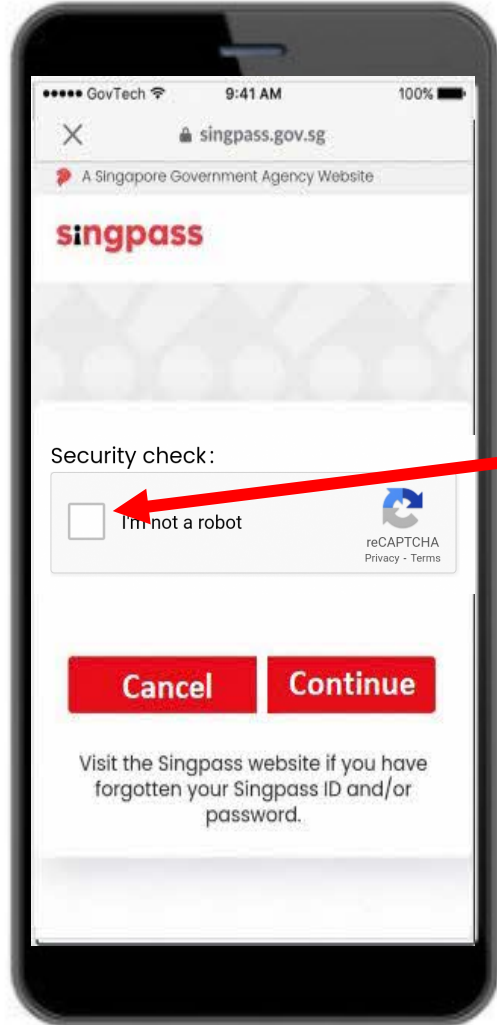 GovTech 9:41 AM 100%
singpass.gov.sg
A Singapore Government Agency Website
singpass
Security check:
I'm not a robot
reCAPTCHA
Privacy - Terms
Cancel Continue
Visit the Singpass website if you have
forgotten your Singpass ID and/or
password.